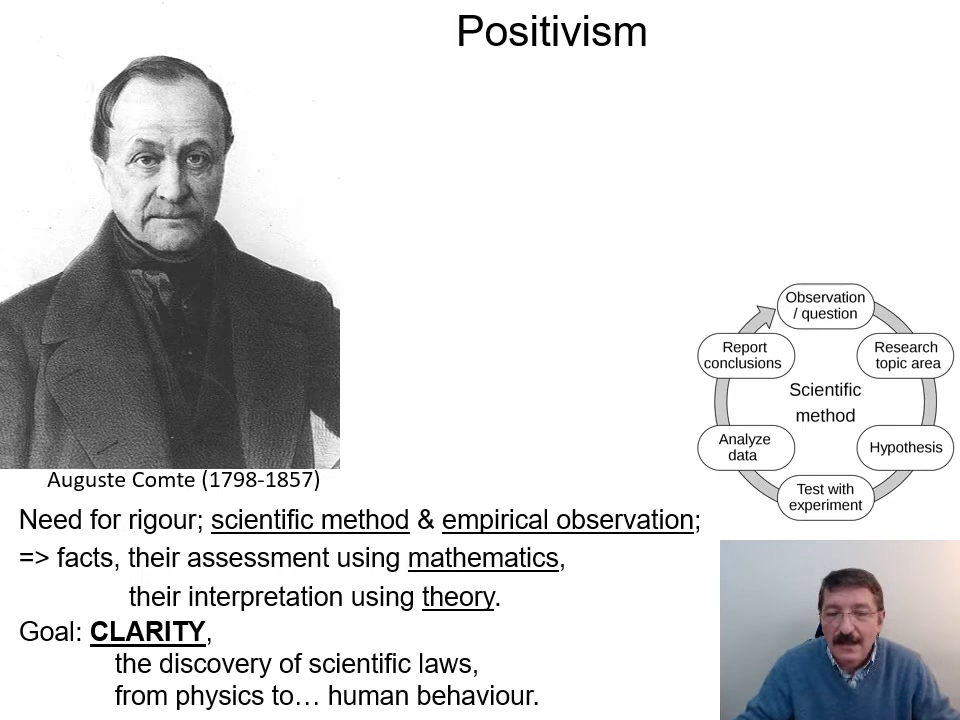 Positivism
Observation
/ question
Report
conclusions
Research
topic area
Scientific
method
Analyze
data
Hypothesis
Test with
experiment
Auguste Comte (1798-1857)
Need for rigour; scientific method & empirical observation;
=> facts, their assessment using mathematics,
their interpretation using theory.
Goal: CLARITY,
the discovery of scientific laws,
from physics to… human behaviour.